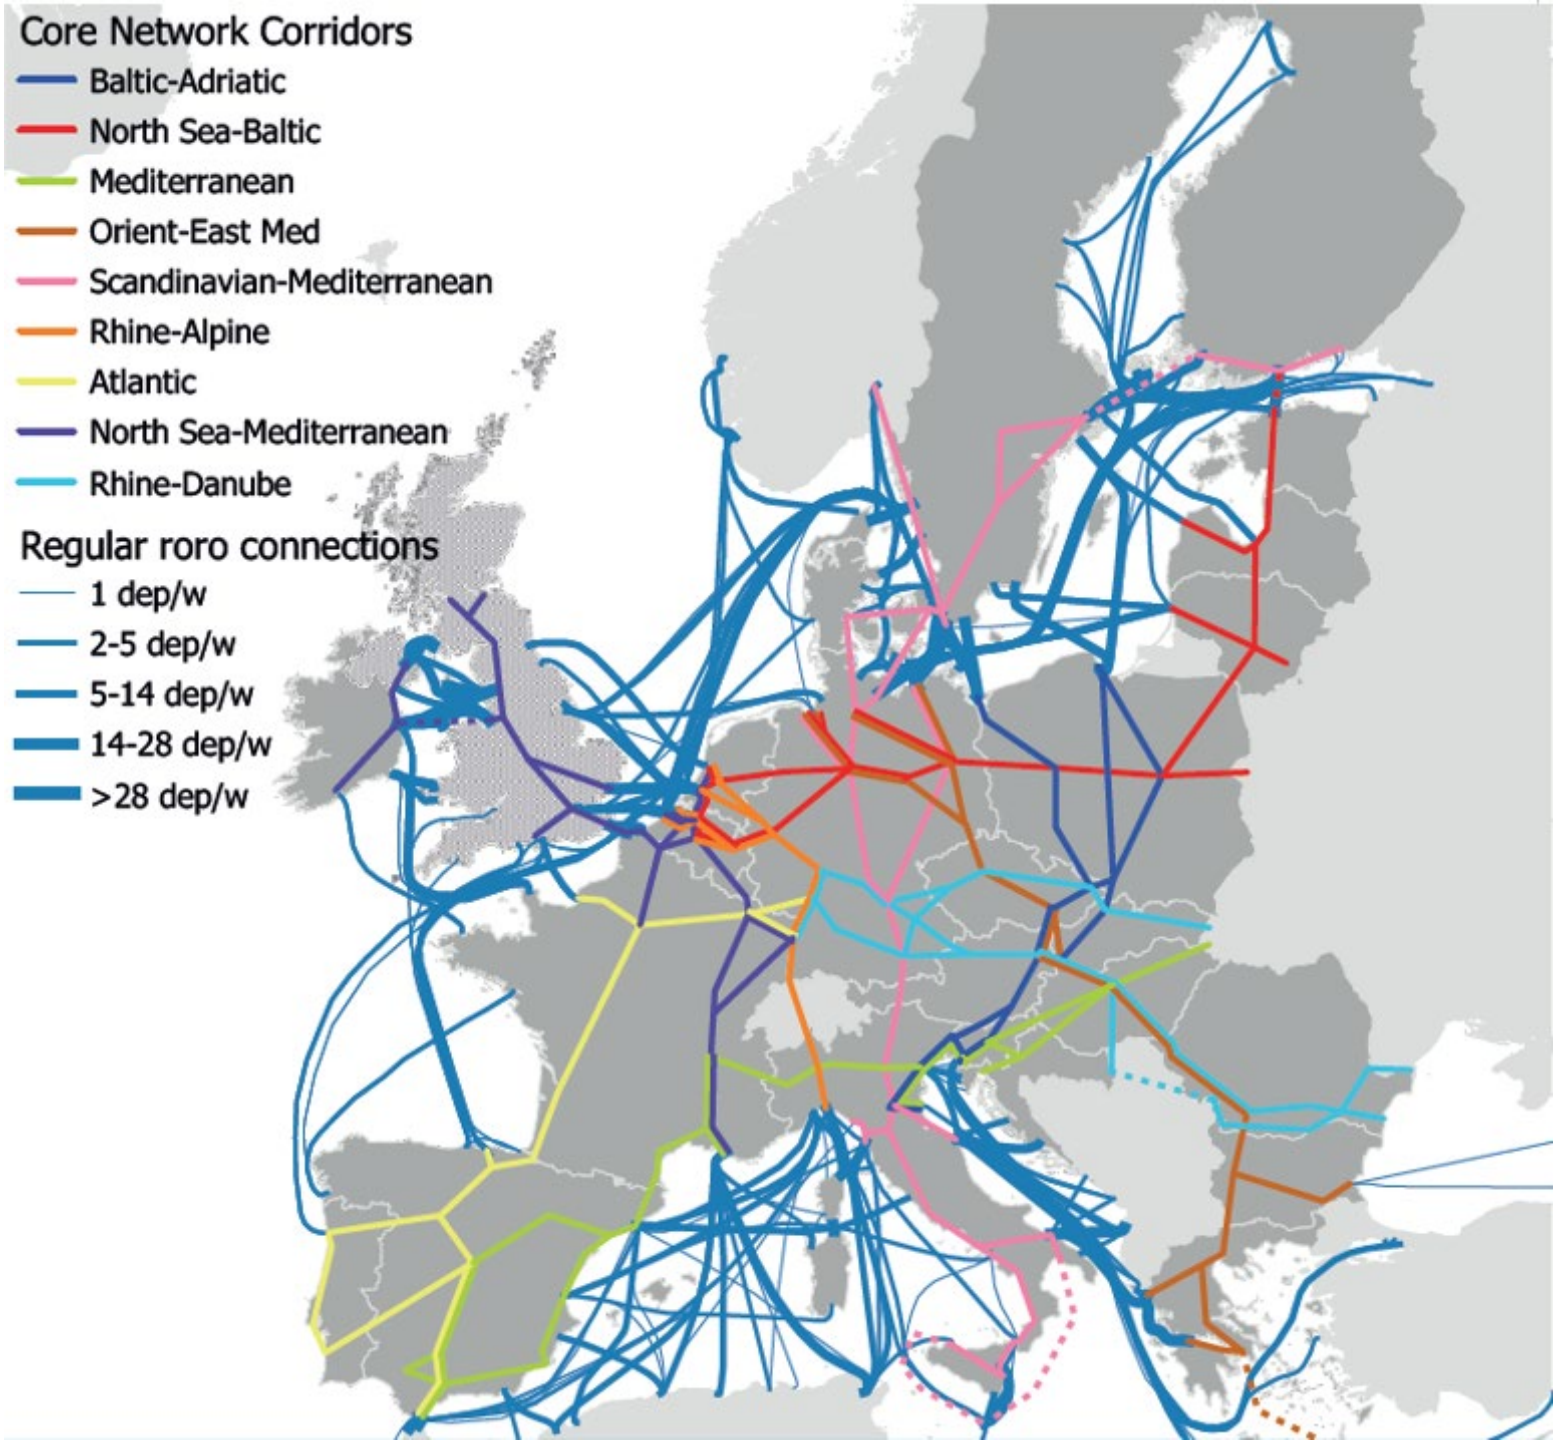 Core Network Corridors
Baltic-Adriatic
North Sea-Baltic
Mediterranean
Orient-East Med
Scandinavian-Mediterranean
Rhine-Alpine
Atlantic
North Sea-Mediterranean
Rhine-Danube
Regular roro connections
1 dep/w
2-5 dep/w
5-14 dep/w
14-28 dep/w
>28 dep/w